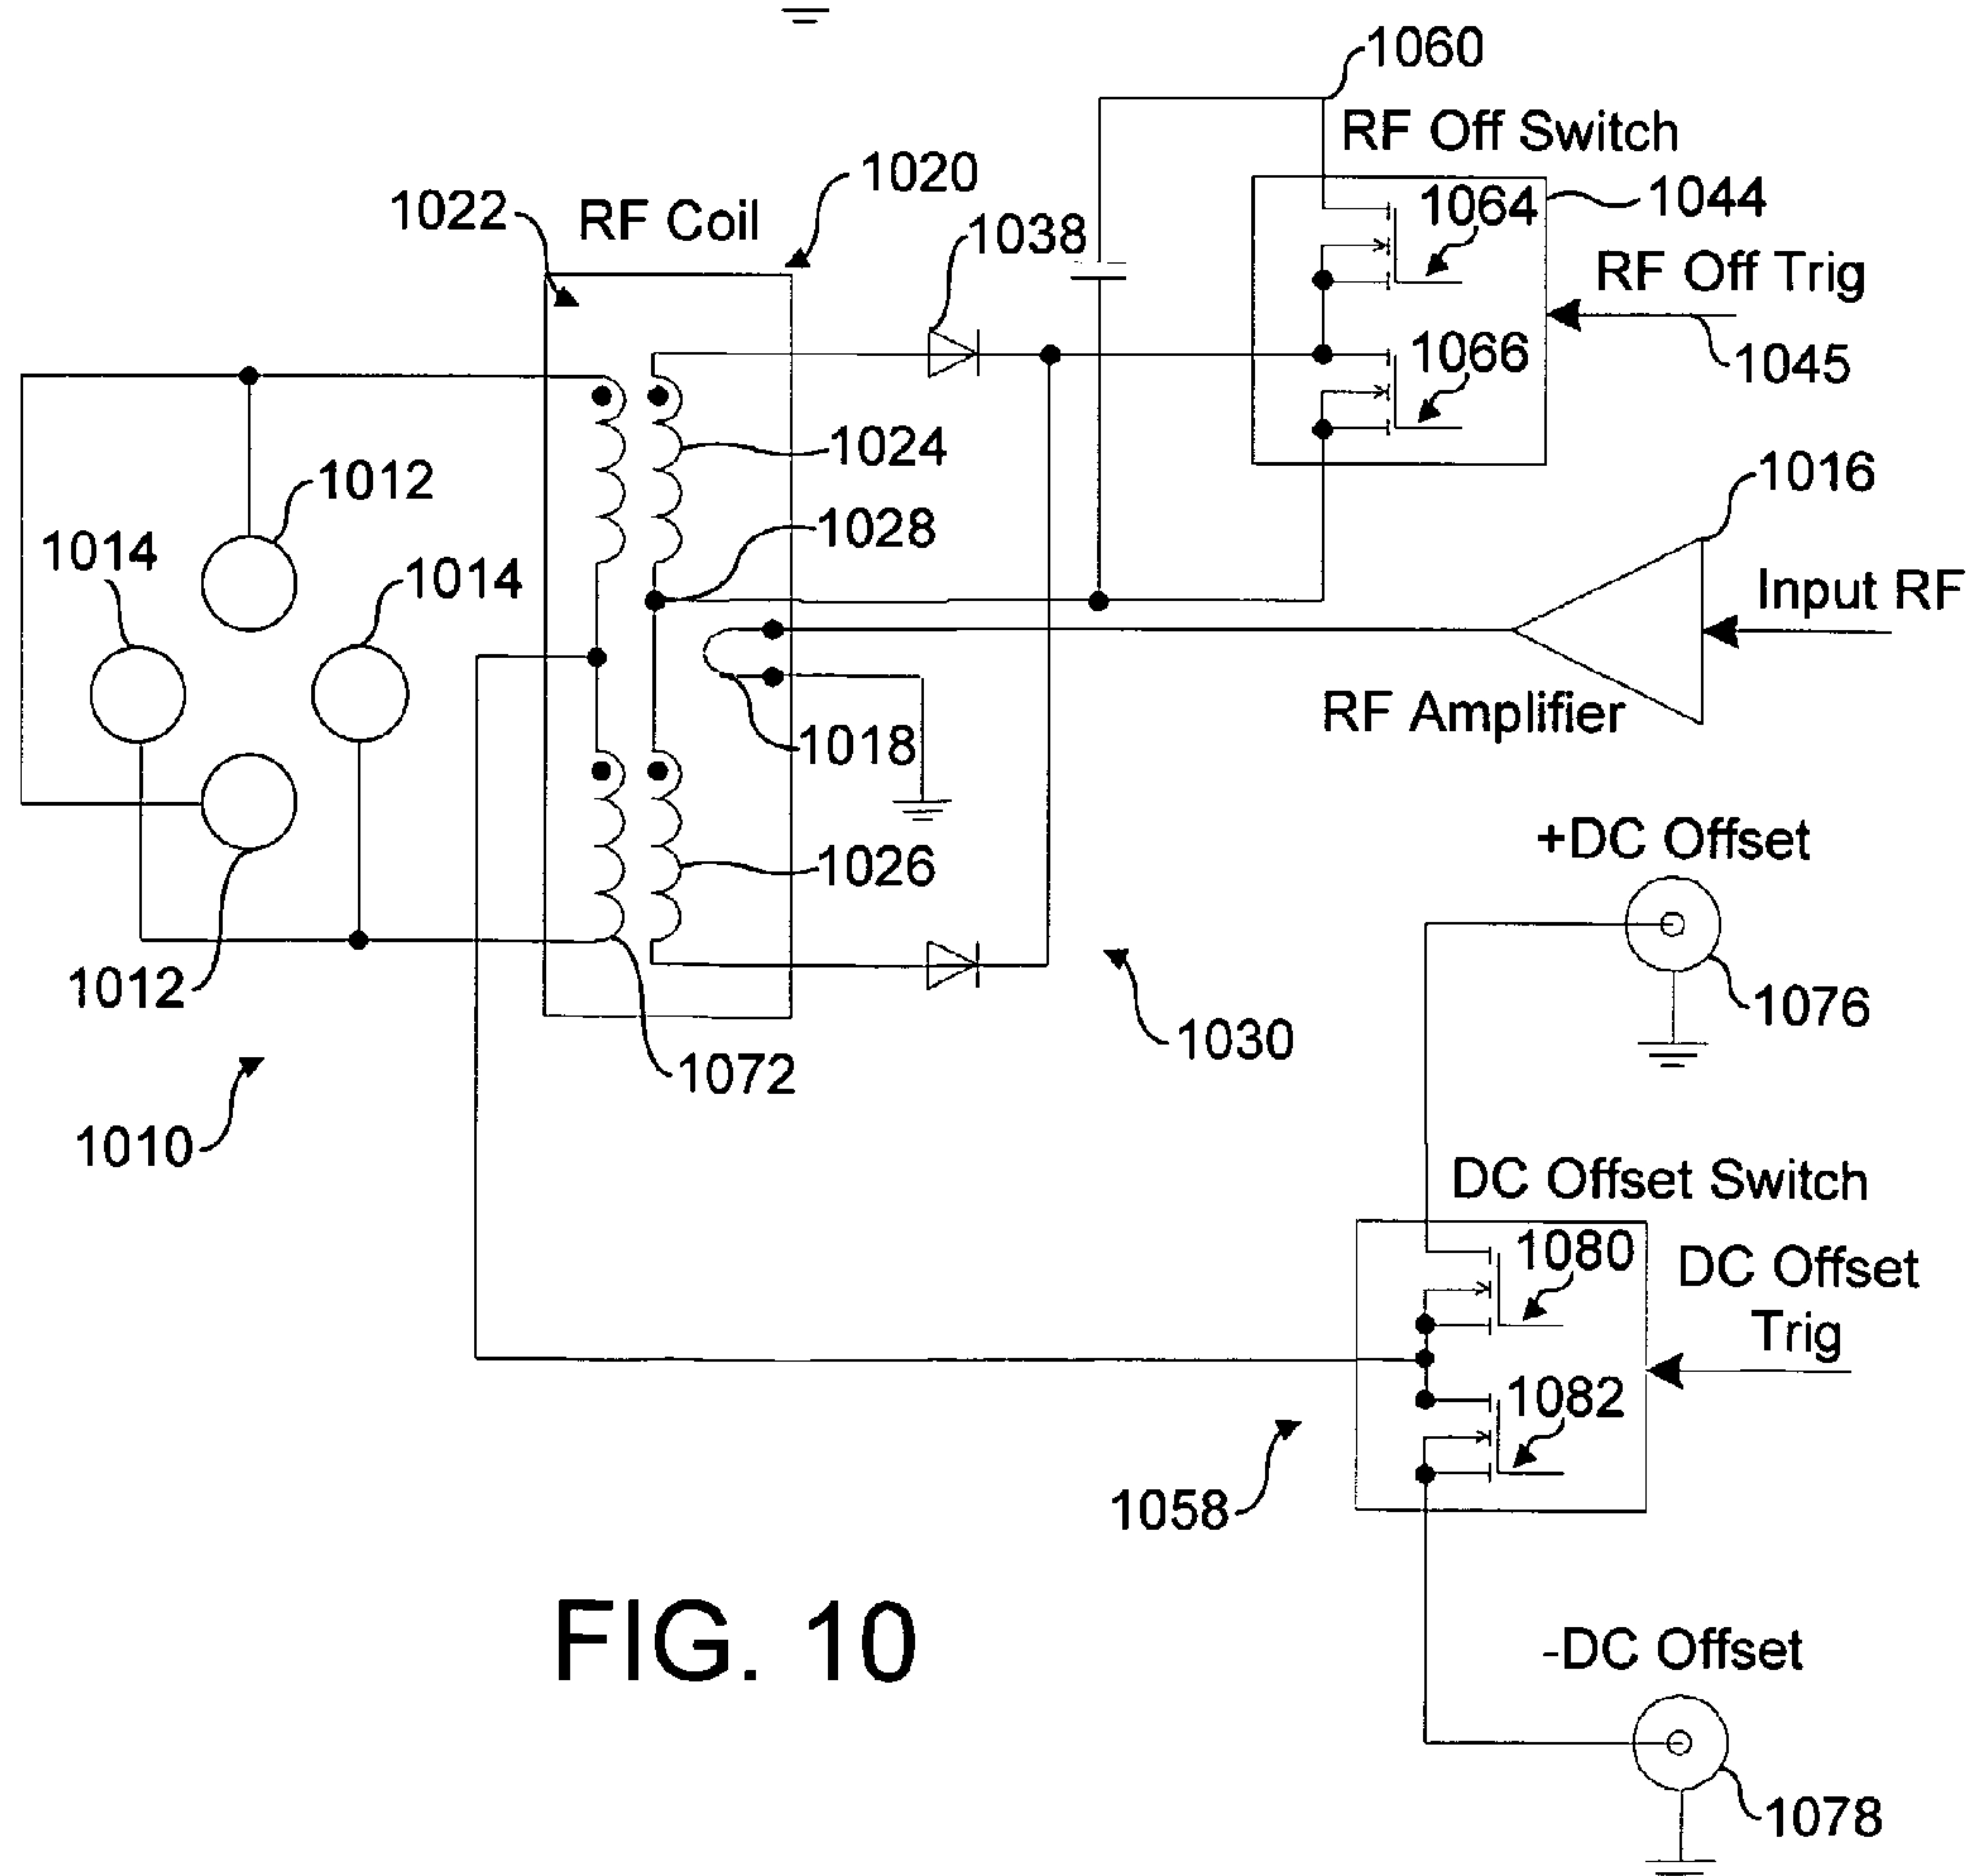 1060
RF Off Switch
1020
1022
RF Coil
1038
1064
1044
RF Off Trig
1066
1045
1024
1012
1016
1028
1014
1014
Input RF
RF Amplifier
1018
+DC Offset
1026
1012
1076
1030
1072
1010
DC Offset Switch
1080
DC Offset
Trig
1082
1058
FIG. 10
-DC Offset
1078